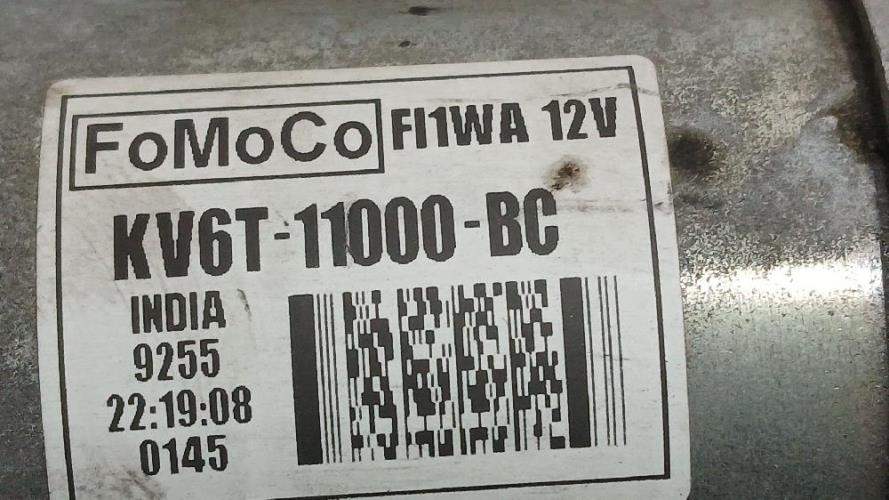 FoMoCo FI1WA 12V
KV6T-11000-BC
INDIA
9255
22:19:08
0145